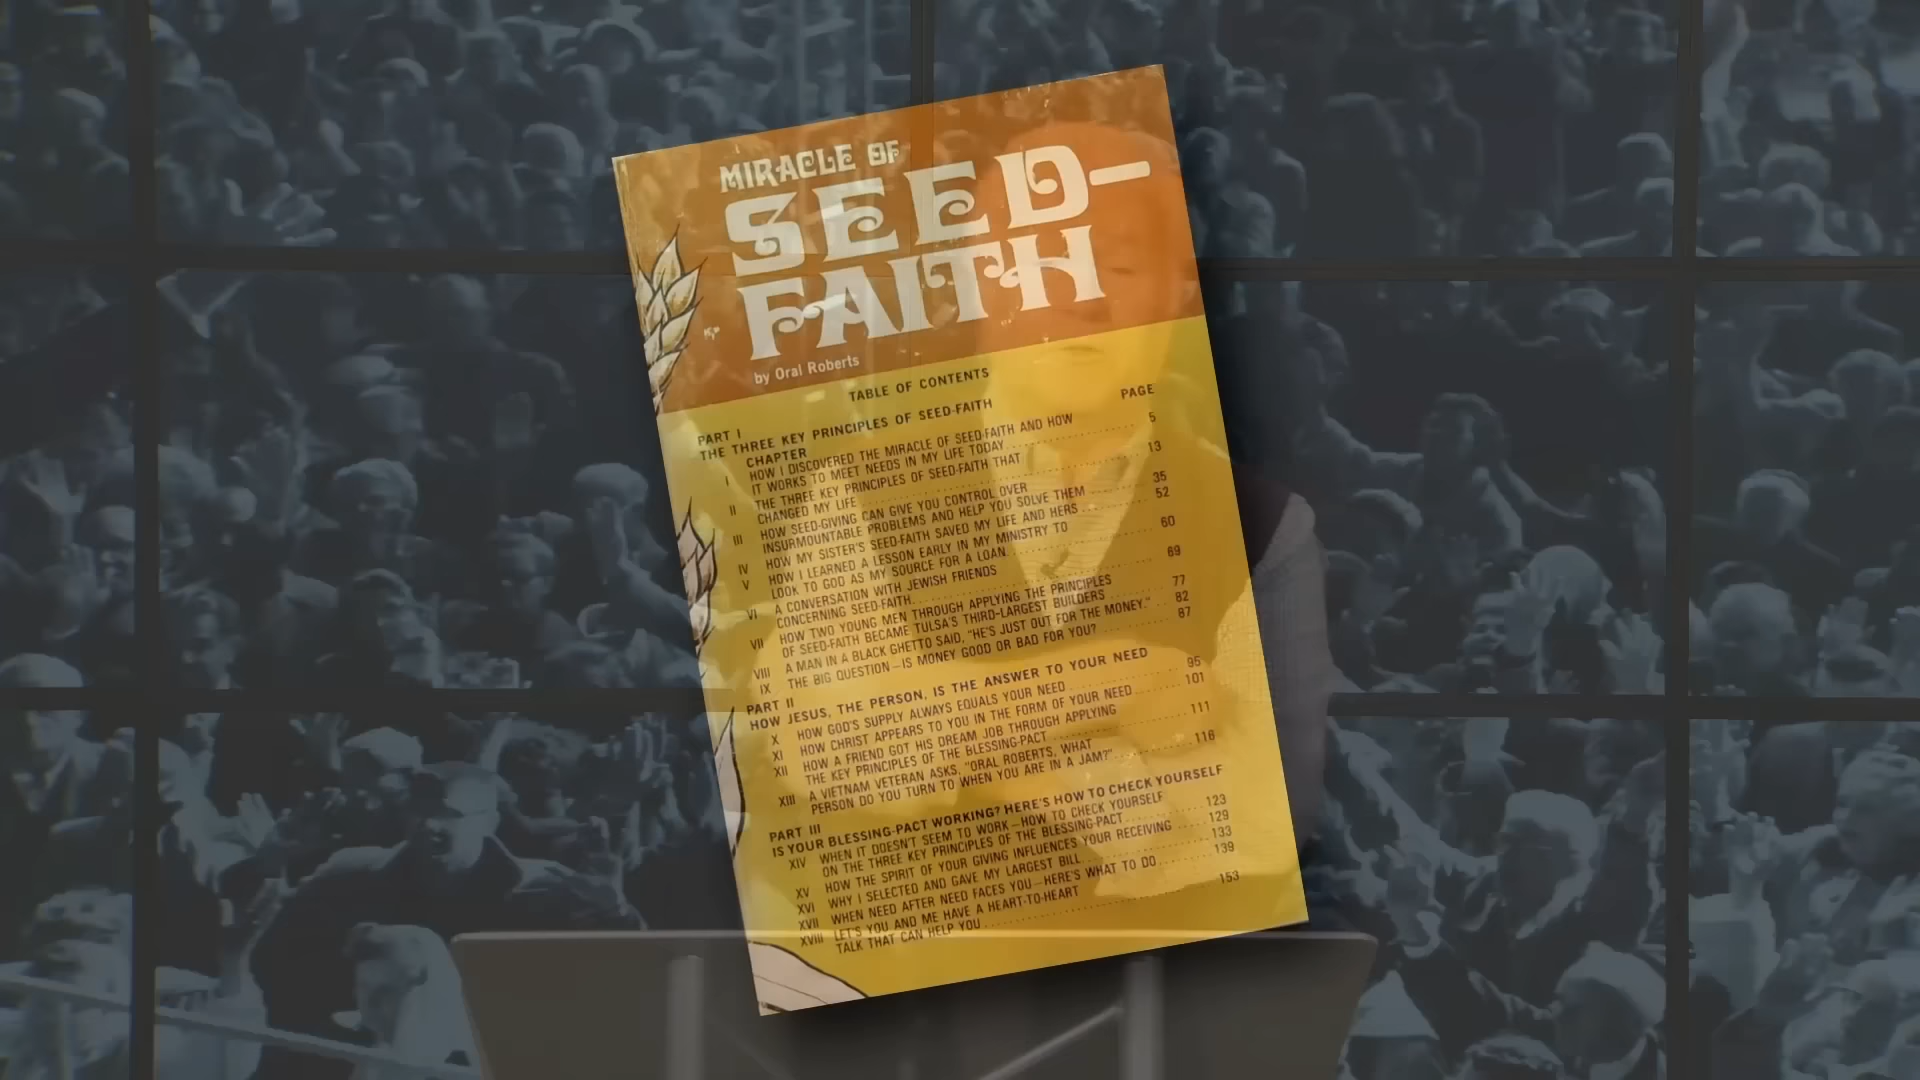 MIRACLE OF
SEED-
FAITH
by Oral Roberts
TABLE OF CONTENTS
PAGE
PART I
THE THREE KEY PRINCIPLES OF SEED-FAITH
CHAPTER
I HOW I DISCOVERED THE MIRACLE OF SEED-FAITH AND HOW
IT WORKS TO MEET NEEDS IN MY LIFE TODAY 5
II THE THREE KEY PRINCIPLES OF SEED-FAITH THAT
CHANGED MY LIFE 13
III HOW SEED-GIVING CAN GIVE YOU CONTROL OVER
INSURMOUNTABLE PROBLEMS AND HELP YOU SOLVE THEM 35
IV HOW MY SISTER'S SEED-FAITH SAVED MY LIFE AND HERS 52
V HOW I LEARNED A LESSON EARLY IN MY MINISTRY TO
LOOK TO GOD AS MY SOURCE FOR A LOAN 60
VI A CONVERSATION WITH JEWISH FRIENDS
CONCERNING SEED-FAITH 69
VII HOW TWO YOUNG MEN THROUGH APPLYING THE PRINCIPLES
OF SEED-FAITH BECAME TULSA'S THIRD-LARGEST BUILDERS 77
VIII A MAN IN A BLACK GHETTO SAID, "HE'S JUST OUT FOR THE MONEY." 82
IX THE BIG QUESTION—IS MONEY GOOD OR BAD FOR YOU? 87
PART II
HOW JESUS, THE PERSON, IS THE ANSWER TO YOUR NEED
X HOW GOD'S SUPPLY ALWAYS EQUALS YOUR NEED 95
XI HOW CHRIST APPEARS TO YOU IN THE FORM OF YOUR NEED 101
XII HOW A FRIEND GOT HIS DREAM JOB THROUGH APPLYING
THE KEY PRINCIPLES OF THE BLESSING-PACT 111
XIII A VIETNAM VETERAN ASKS, "ORAL ROBERTS, WHAT
PERSON DO YOU TURN TO WHEN YOU ARE IN A JAM?" 116
PART III
IS YOUR BLESSING-PACT WORKING? HERE'S HOW TO CHECK YOURSELF
XIV WHEN IT DOESN'T SEEM TO WORK—HOW TO CHECK YOURSELF
ON THE THREE KEY PRINCIPLES OF THE BLESSING-PACT 123
XV HOW THE SPIRIT OF YOUR GIVING INFLUENCES YOUR RECEIVING 129
XVI WHY I SELECTED AND GAVE MY LARGEST BILL 133
XVII WHEN NEED AFTER NEED FACES YOU—HERE'S WHAT TO DO 139
XVIII LET'S YOU AND ME HAVE A HEART-TO-HEART
TALK THAT CAN HELP YOU 153